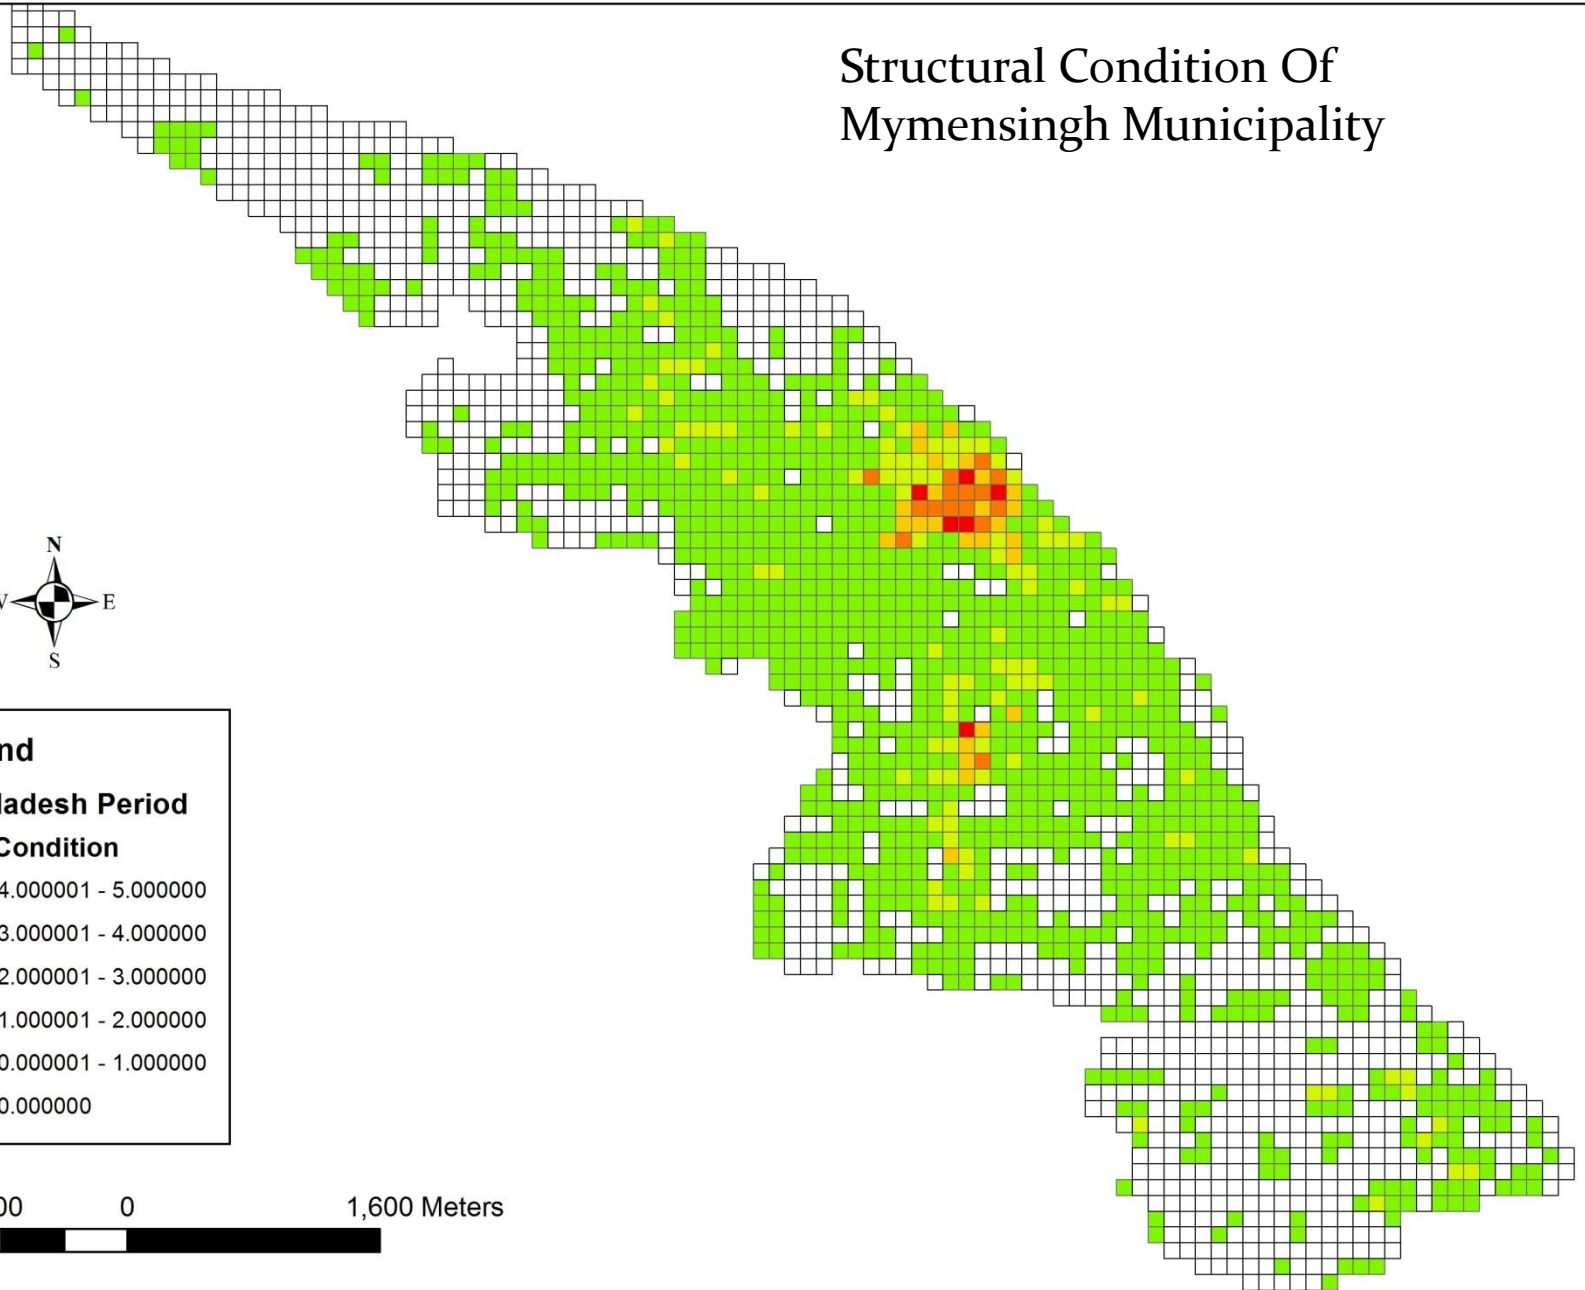 Structural Condition Of
Mymensingh Municipality
N
E
S
nd
ladesh Period
Condition
4.000001 - 5.000000
3.000001 - 4.000000
2.000001 - 3.000000
1.000001 - 2.000000
0.000001 - 1.000000
0.000000
00 0 1,600 Meters